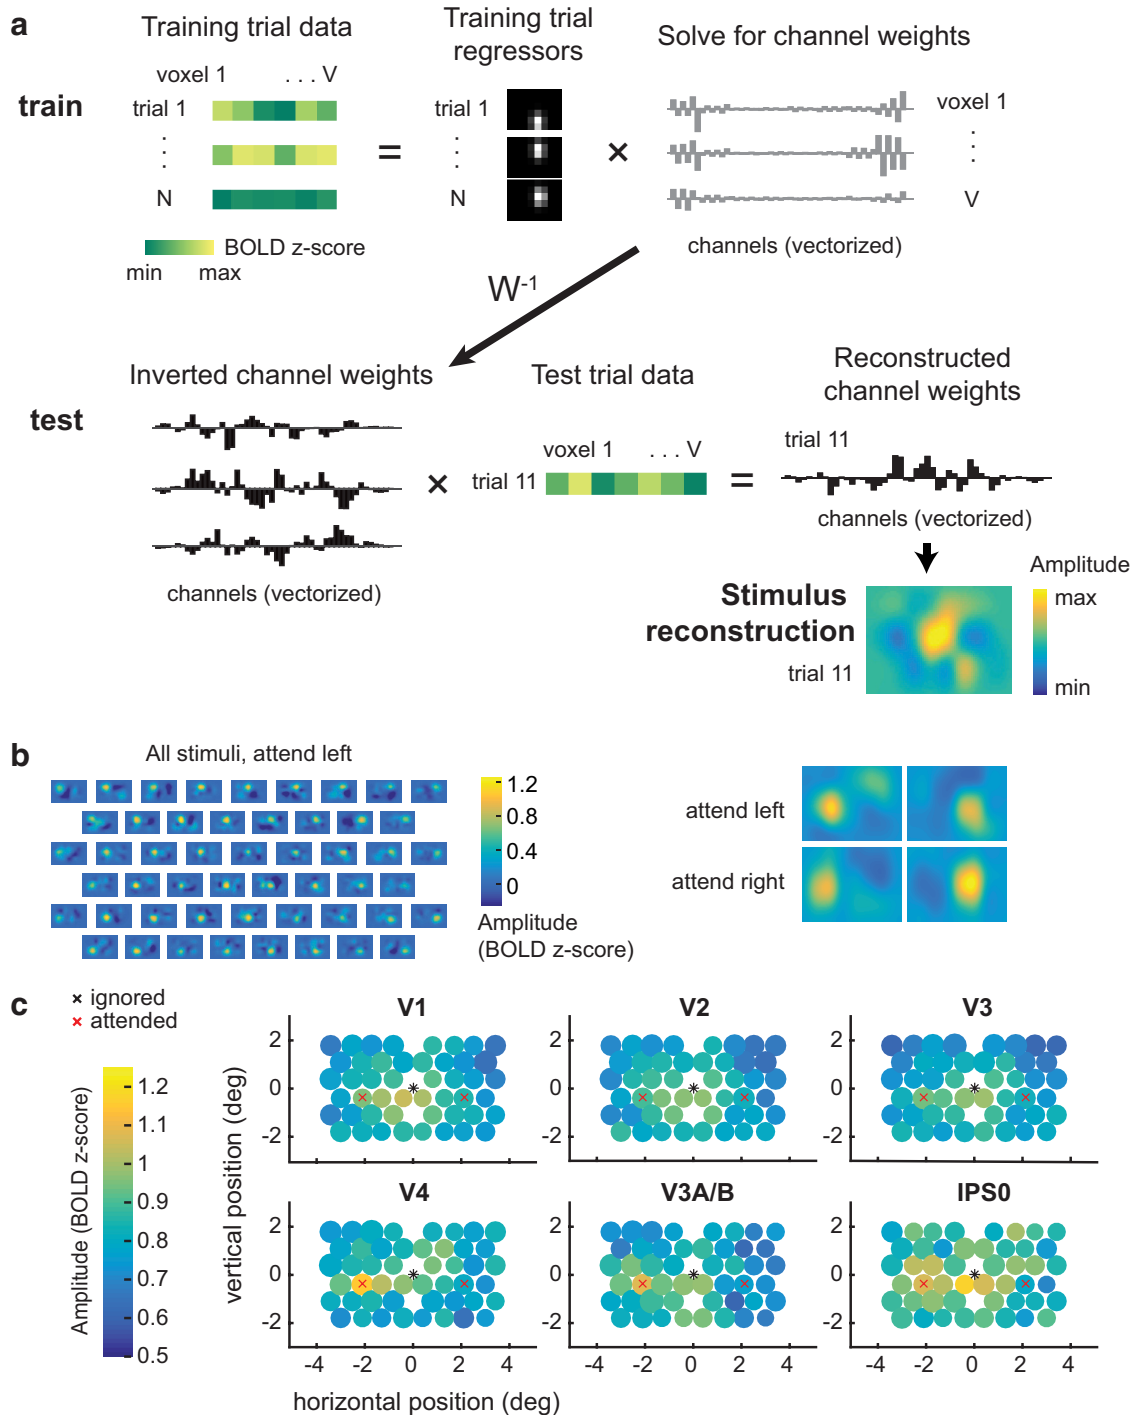 a
Training trial data
Training trial
regressors
Solve for channel weights
voxel 1 . . . V
train
trial 1
trial 1
voxel 1
=
×
N
N
V
BOLD z-score
min max
channels (vectorized)
W-1
Inverted channel weights
Test trial data
Reconstructed
channel weights
test
voxel 1 . . . V
trial 11
×
trial 11
=
channels (vectorized)
channels (vectorized)
Amplitude
Stimulus
reconstruction
trial 11
max
min
b
All stimuli, attend left
1.2
0.8
0.4
0
Amplitude
(BOLD z-score)
attend left
attend right
c
× ignored
× attended
V1
V2
V3
2
0
-2
2
0
-2
2
0
-2
V4
V3A/B
IPS0
2
0
-2
2
0
-2
2
0
-2
-4 -2 0 2 4
-4 -2 0 2 4
-4 -2 0 2 4
vertical position (deg)
horizontal position (deg)
Amplitude (BOLD z-score)
1.2
1.1
1
0.9
0.8
0.7
0.6
0.5